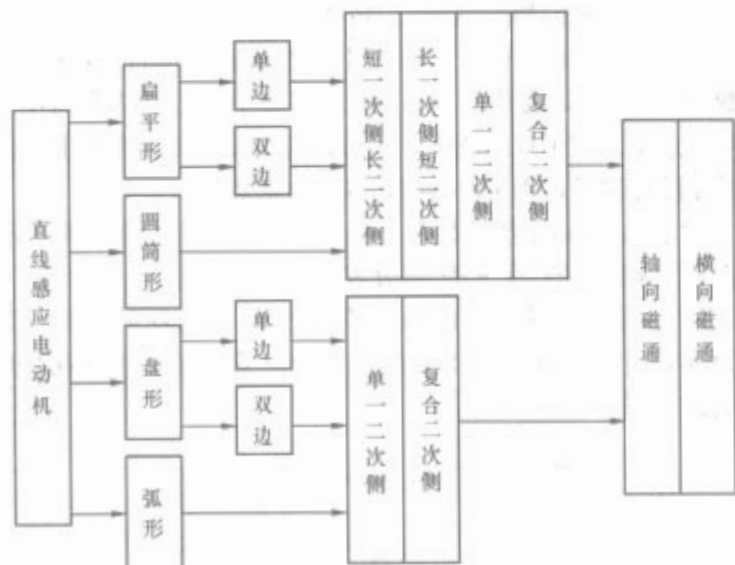 直线感应电动机
扁平形
圆筒形
盘形
弧形
单边
双边
单边
双边
短一次侧长二次侧
长一次侧短二次侧
单一二次侧
复合二次侧
单一二次侧
复合二次侧
轴向磁通
横向磁通